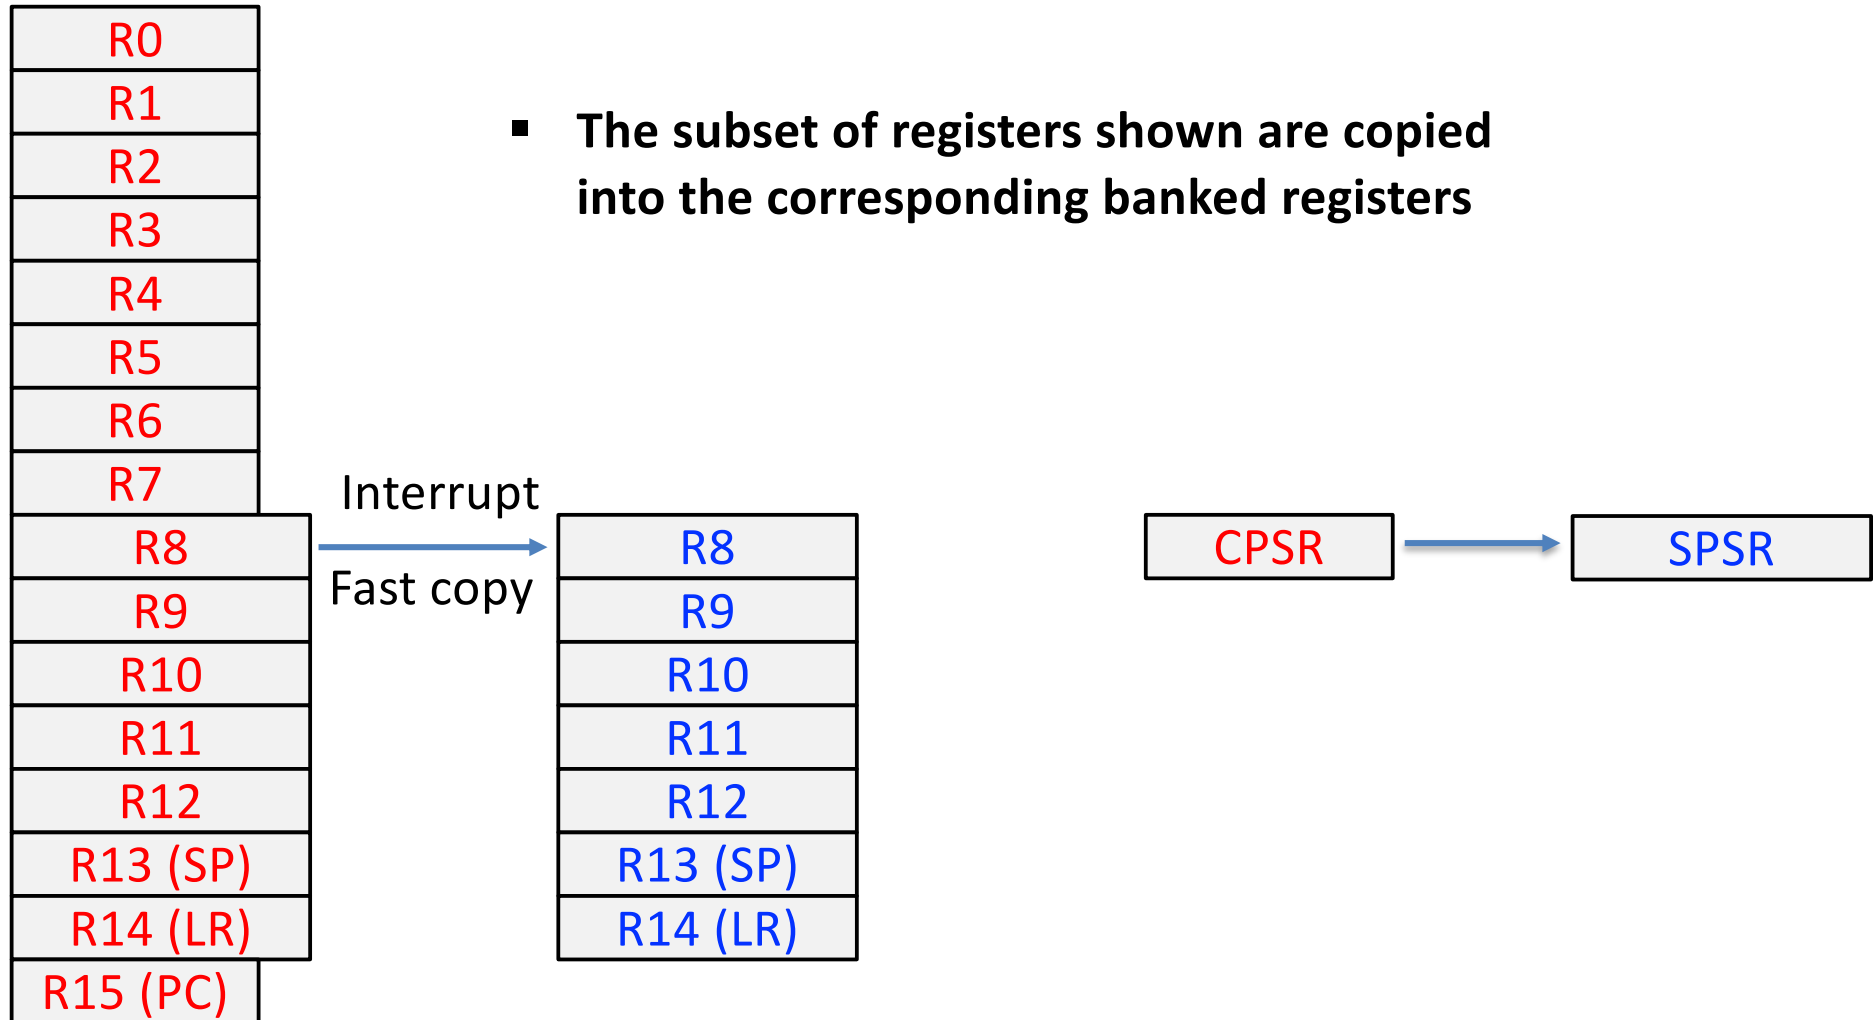 R0
R1
R2
R3
R4
R5
R6
R7
R8
R9
R10
R11
R12
R13 (SP)
R14 (LR)
R15 (PC)
▪ The subset of registers shown are copied
into the corresponding banked registers
Interrupt
Fast copy
R8
R9
R10
R11
R12
R13 (SP)
R14 (LR)
CPSR
SPSR